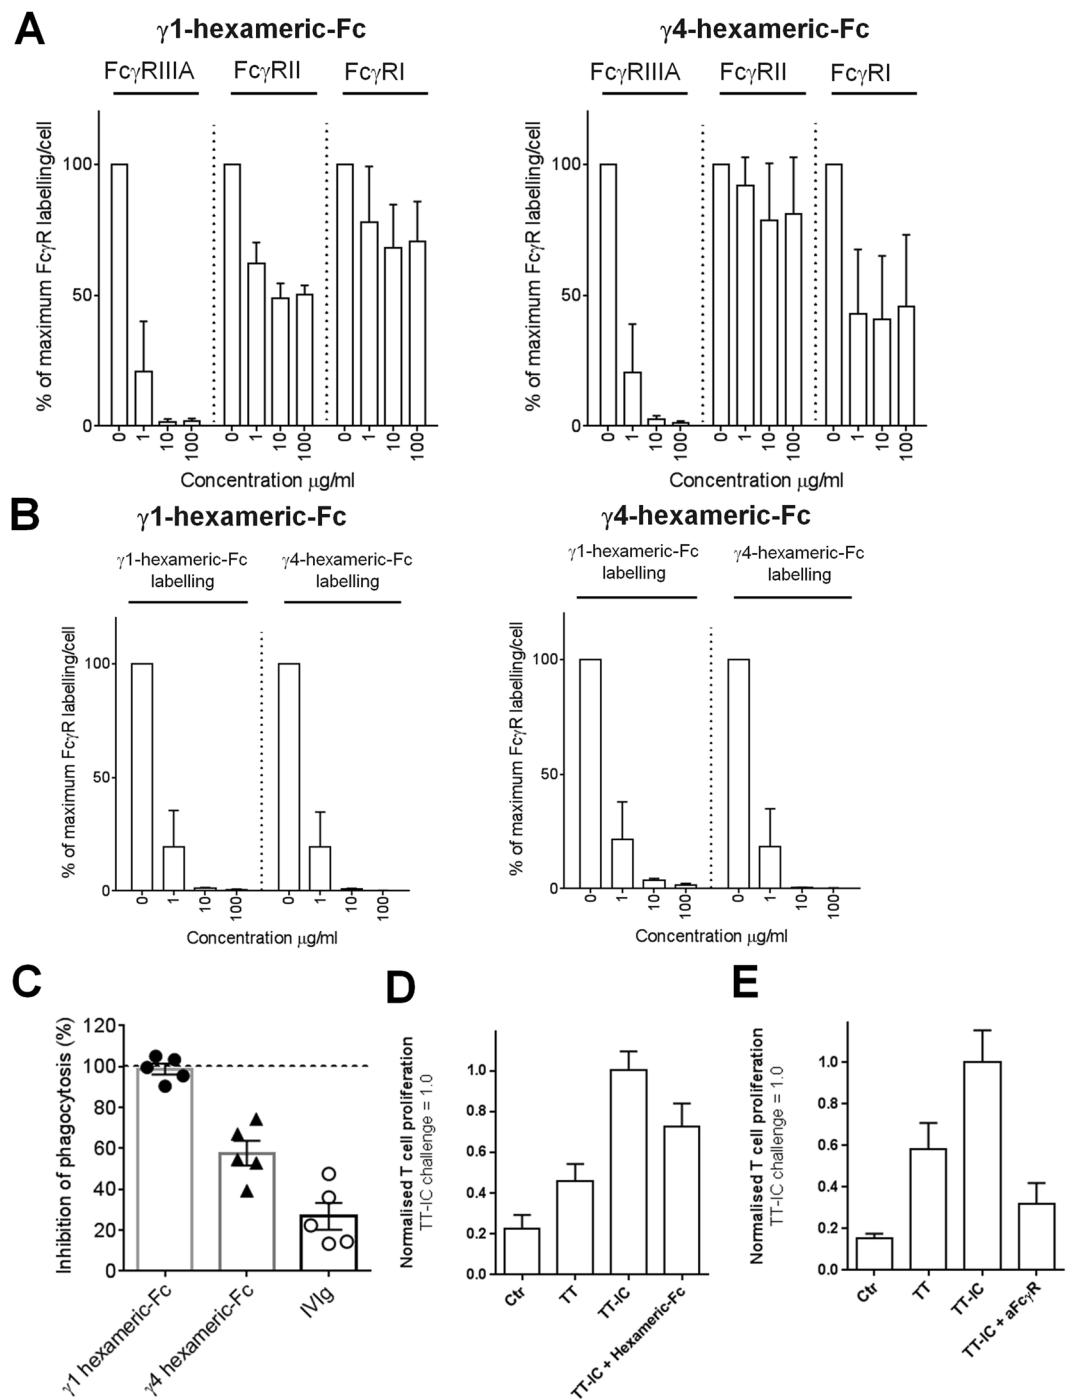 A
γ1-hexameric-Fc
γ4-hexameric-Fc
FcγRIIIA FcγRII FcγRI
FcγRIIIA FcγRII FcγRI
% of maximum FcγR labelling/cell
100
50
0
0 1 10 100 0 1 10 100 0 1 10 100
Concentration μg/ml
% of maximum FcγR labelling/cell
100
50
0
0 1 10 100 0 1 10 100 0 1 10 100
Concentration μg/ml
B
γ1-hexameric-Fc
γ4-hexameric-Fc
γ1-hexameric-Fc
labelling
γ4-hexameric-Fc
labelling
γ1-hexameric-Fc
labelling
γ4-hexameric-Fc
labelling
% of maximum FcγR labelling/cell
100
50
0
0 1 10 100 0 1 10 100
Concentration μg/ml
% of maximum FcγR labelling/cell
100
50
0
0 1 10 100 0 1 10 100
Concentration μg/ml
C
Inhibition of phagocytosis (%)
120
100
80
60
40
20
0
γ1 hexameric-Fc
γ4 hexameric-Fc
IVIg
D
Normalised T cell proliferation
TT-IC challenge = 1.0
1.0
0.8
0.6
0.4
0.2
0.0
Ctr
TT
TT-IC
TT-IC + Hexameric-Fc
E
Normalised T cell proliferation
TT-IC challenge = 1.0
1.0
0.8
0.6
0.4
0.2
0.0
Ctr
TT
TT-IC
TT-IC + aFcγR